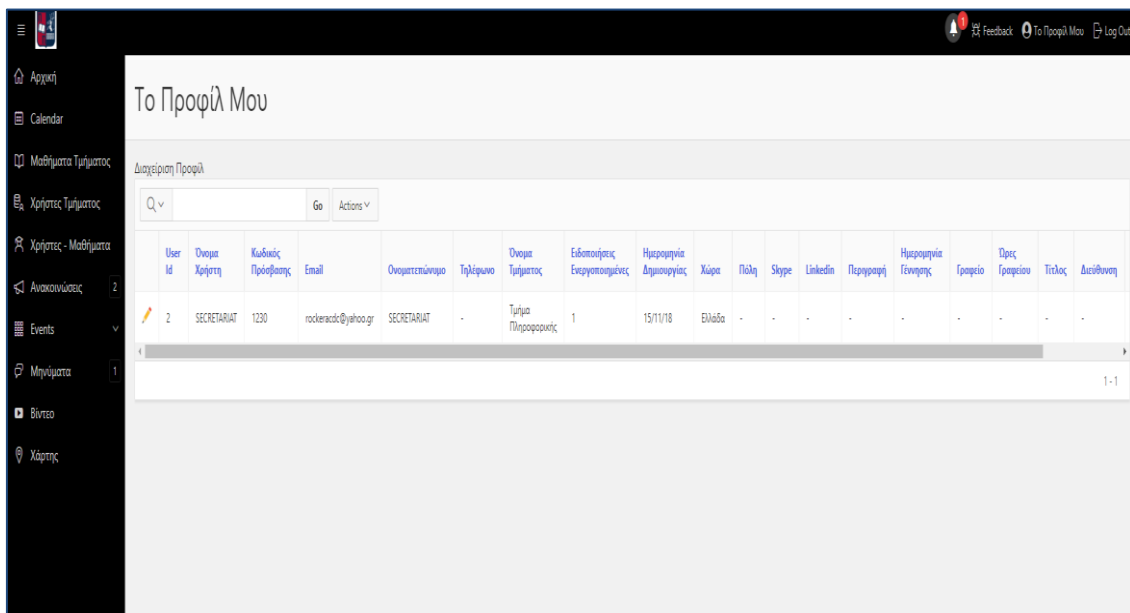 1
Feedback
Το Προφίλ Μου
Log Out
Αρχική
Calendar
Μαθήματα Τμήματος
Χρήστες Τμήματος
Χρήστες - Μαθήματα
Ανακοινώσεις 2
Events
Μηνύματα 1
Βίντεο
Χάρτης
Το Προφίλ Μου
Διαχείριση Προφίλ
Go Actions
User Id Όνομα Χρήστη Κωδικός Πρόσβασης Email Ονοματεπώνυμο Τηλέφωνο Όνομα Τμήματος Ειδοποιήσεις Ενεργοποιημένες Ημερομηνία Δημιουργίας Χώρα Πόλη Skype Linkedin Περιγραφή Ημερομηνία Γέννησης Γραφείο Ώρες Γραφείου Τίτλος Διεύθυνση
2 SECRETARIAT 1230 rockeracdc@yahoo.gr SECRETARIAT - Τμήμα Πληροφορικής 1 15/11/18 Ελλάδα - - - - - - - - -
1 - 1